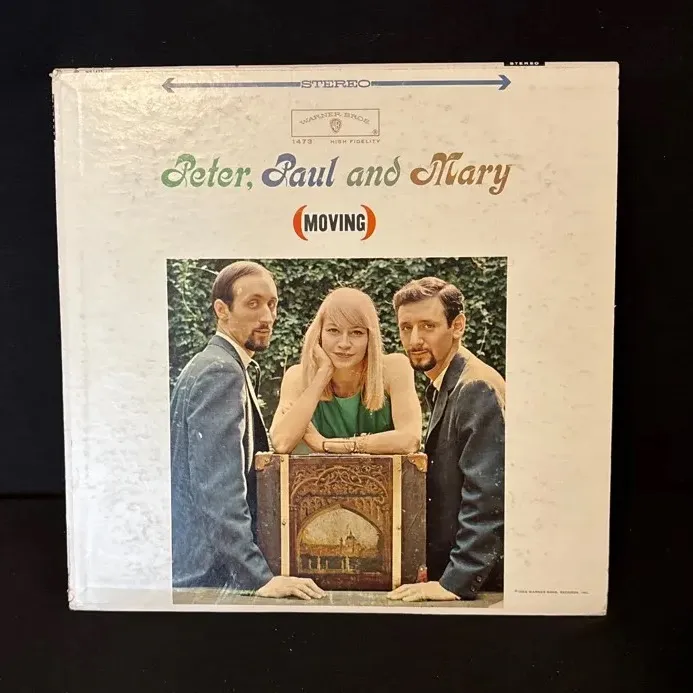 STEREO
STEREO
WARNER BROS.
1473 HIGH FIDELITY
Peter, Paul and Mary
(MOVING)